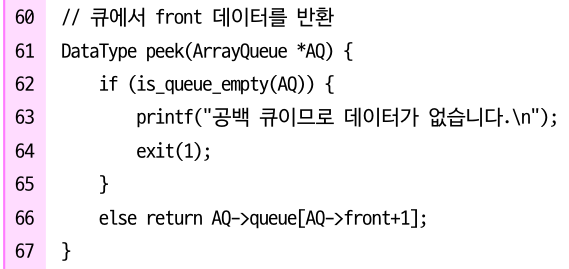 60 // 큐에서 front 데이터를 반환
61 DataType peek(ArrayQueue *AQ) {
62     if (is_queue_empty(AQ)) {
63         printf("공백 큐이므로 데이터가 없습니다.\n");
64         exit(1);
65     }
66     else return AQ->queue[AQ->front+1];
67 }